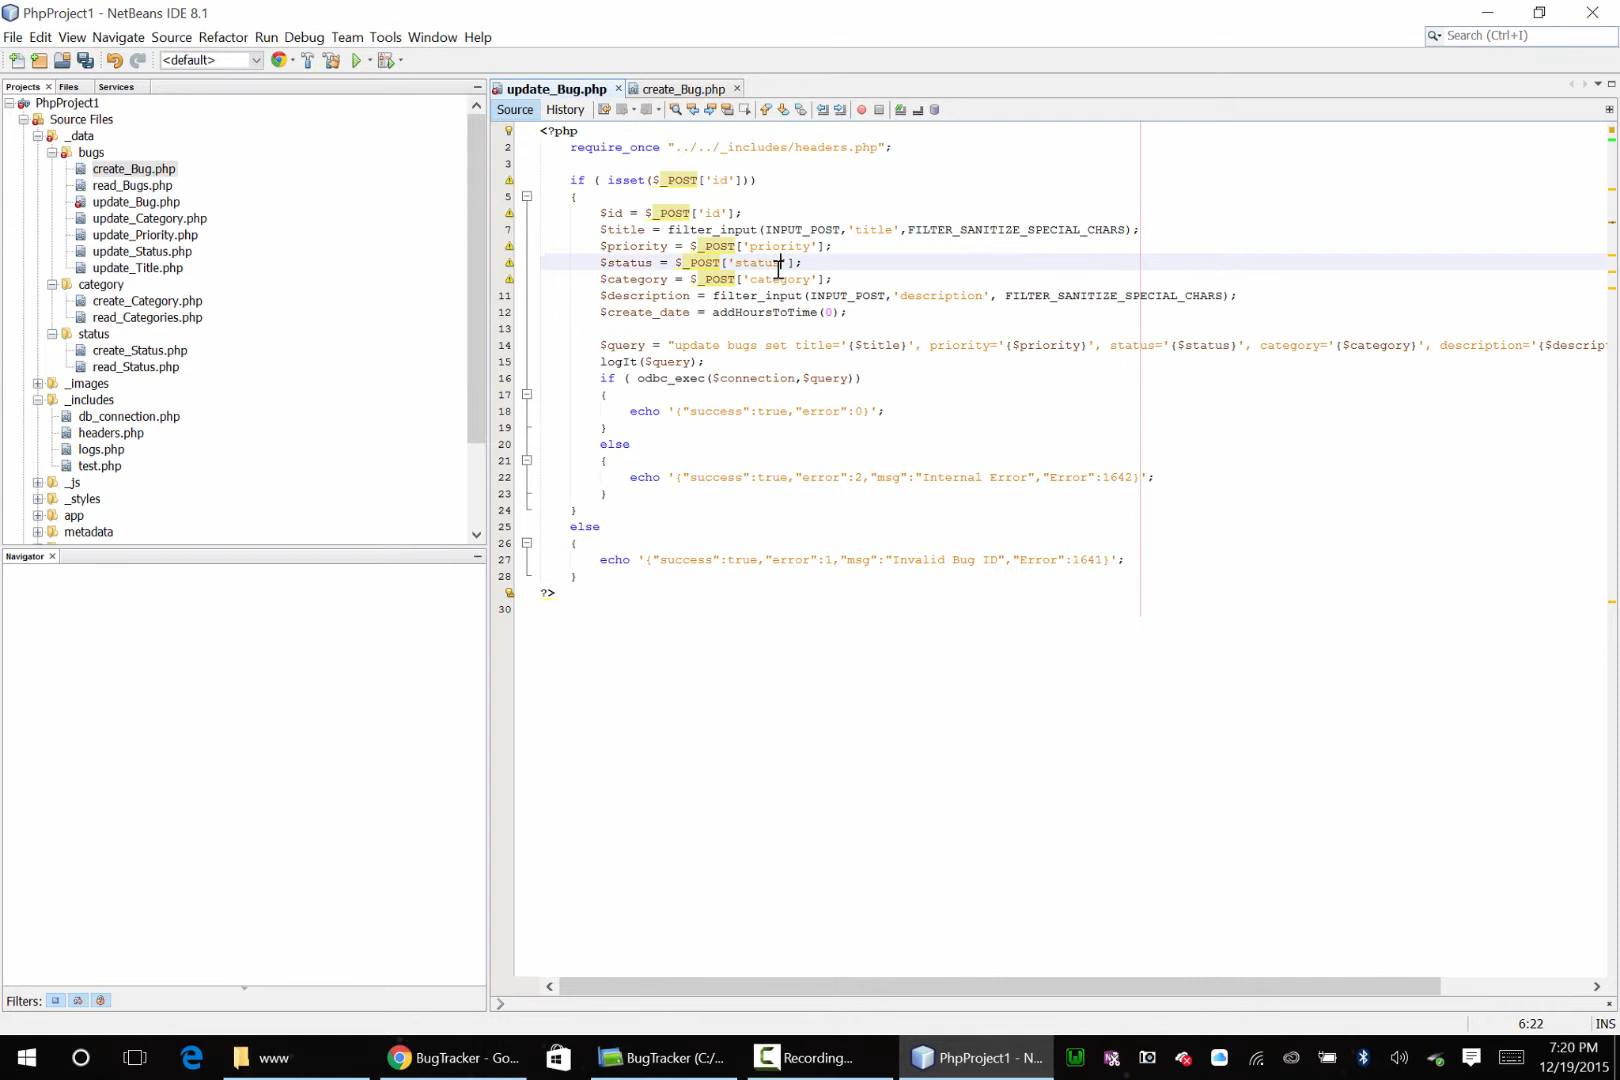 PhpProject1 - NetBeans IDE 8.1
File Edit View Navigate Source Refactor Run Debug Team Tools Window Help
Search (Ctrl+I)
<default>
Projects Files Services
update_Bug.php create_Bug.php
Source History
PhpProject1
Source Files
_data
bugs
create_Bug.php
read_Bugs.php
update_Bug.php
update_Category.php
update_Priority.php
update_Status.php
update_Title.php
category
create_Category.php
read_Categories.php
status
create_Status.php
read_Status.php
_images
_includes
db_connection.php
headers.php
logs.php
test.php
_js
_styles
app
metadata
Navigator
Filters:
<?php
2 require_once "../../_includes/headers.php";
3
if ( isset($_POST['id']))
5 {
$id = $_POST['id'];
7 $title = filter_input(INPUT_POST,'title',FILTER_SANITIZE_SPECIAL_CHARS);
$priority = $_POST['priority'];
$status = $_POST['status'];
$category = $_POST['category'];
11 $description = filter_input(INPUT_POST,'description', FILTER_SANITIZE_SPECIAL_CHARS);
12 $create_date = addHoursToTime(0);
13
14 $query = "update bugs set title='{$title}', priority='{$priority}', status='{$status}', category='{$category}', description='{$descrip
15 logIt($query);
16 if ( odbc_exec($connection,$query))
17 {
18 echo '{"success":true,"error":0}';
19 }
20 else
21 {
22 echo '{"success":true,"error":2,"msg":"Internal Error","Error":1642}';
23 }
24 }
25 else
26 {
27 echo '{"success":true,"error":1,"msg":"Invalid Bug ID","Error":1641}';
28 }
?>
30
6:22 INS
www
BugTracker - Go...
BugTracker (C:/...
Recording...
PhpProject1 - N...
7:20 PM
12/19/2015